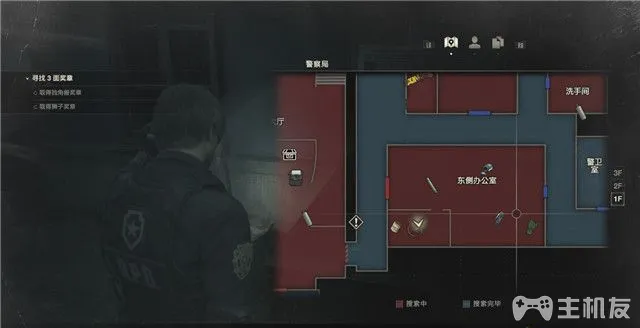 警察局
寻找 3 面奖章
取得独角兽奖章
取得狮子奖章
厅
洗手间
警卫室
东侧办公室
3F
2F
1F
搜索中
搜索完毕
主机友